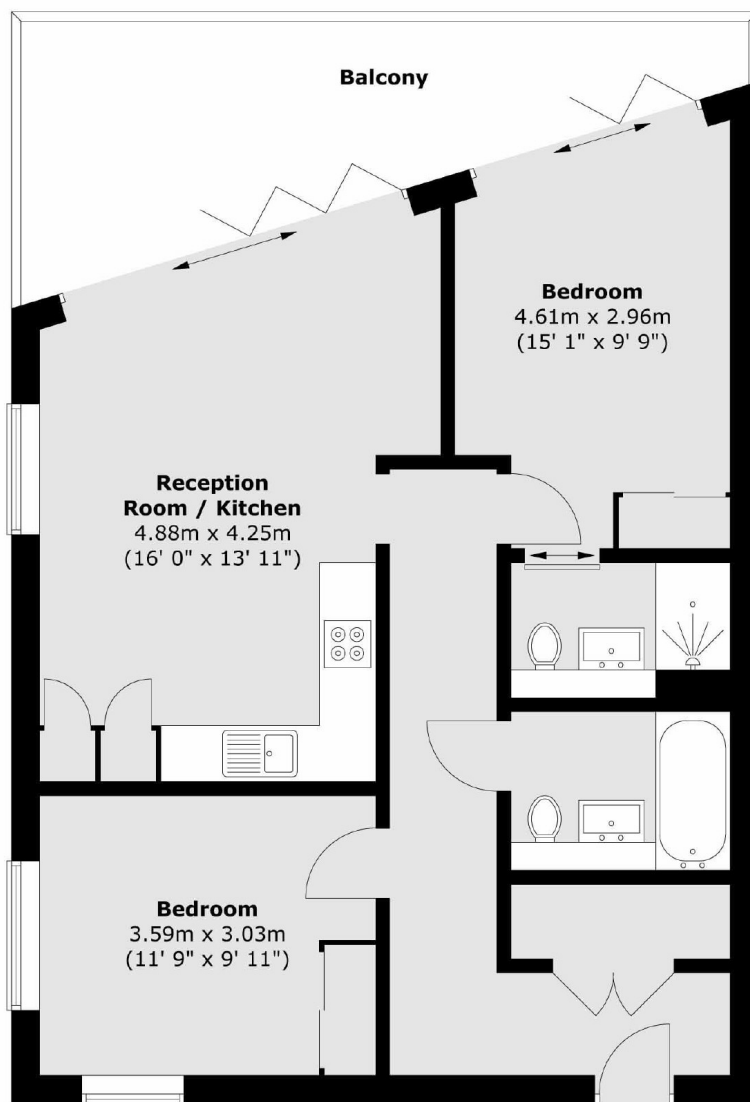 Balcony
Bedroom
4.61m x 2.96m
(15' 1" x 9' 9")
Reception
Room / Kitchen
4.88m x 4.25m
(16' 0" x 13' 11")
Bedroom
3.59m x 3.03m
(11' 9" x 9' 11")